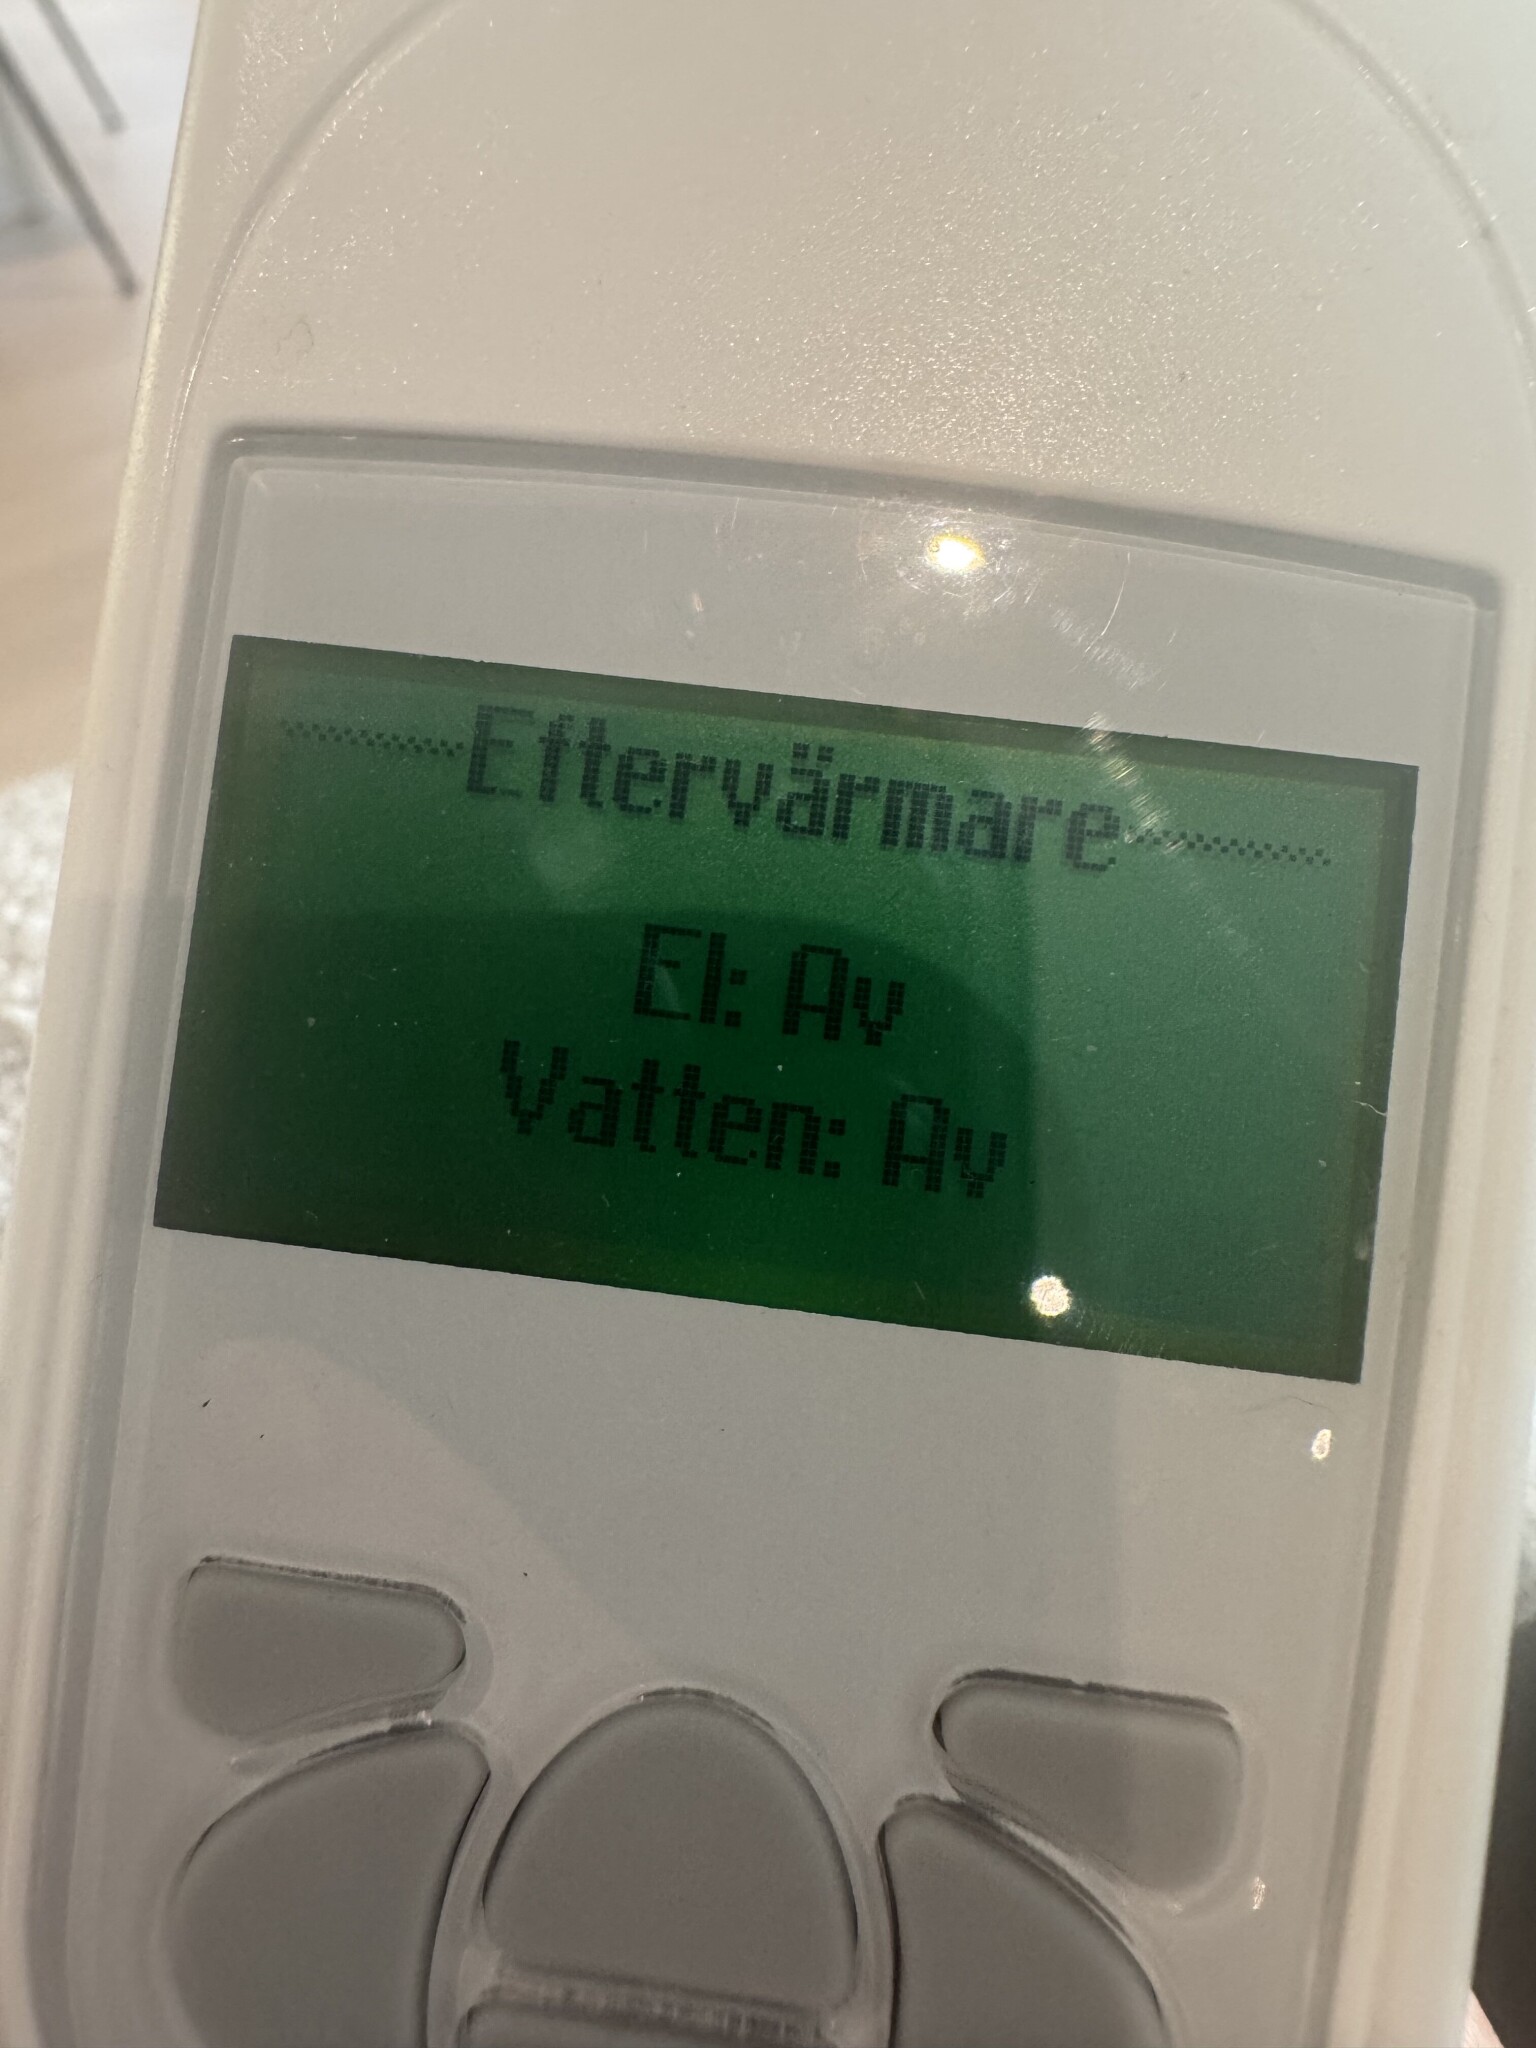 Eftervärmare
El: Av
Vatten: Av